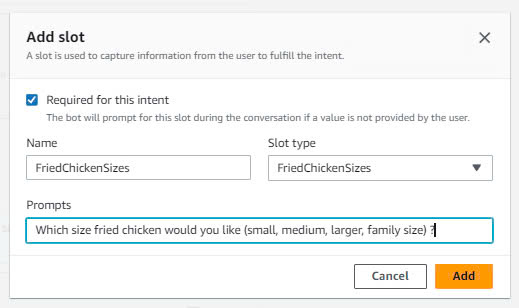 Add slot
A slot is used to capture information from the user to fulfill the intent.
Required for this intent
The bot will prompt for this slot during the conversation if a value is not provided by the user.
Name
Slot type
FriedChickenSizes
FriedChickenSizes
Prompts
Which size fried chicken would you like (small, medium, larger, family size) ?
Cancel
Add